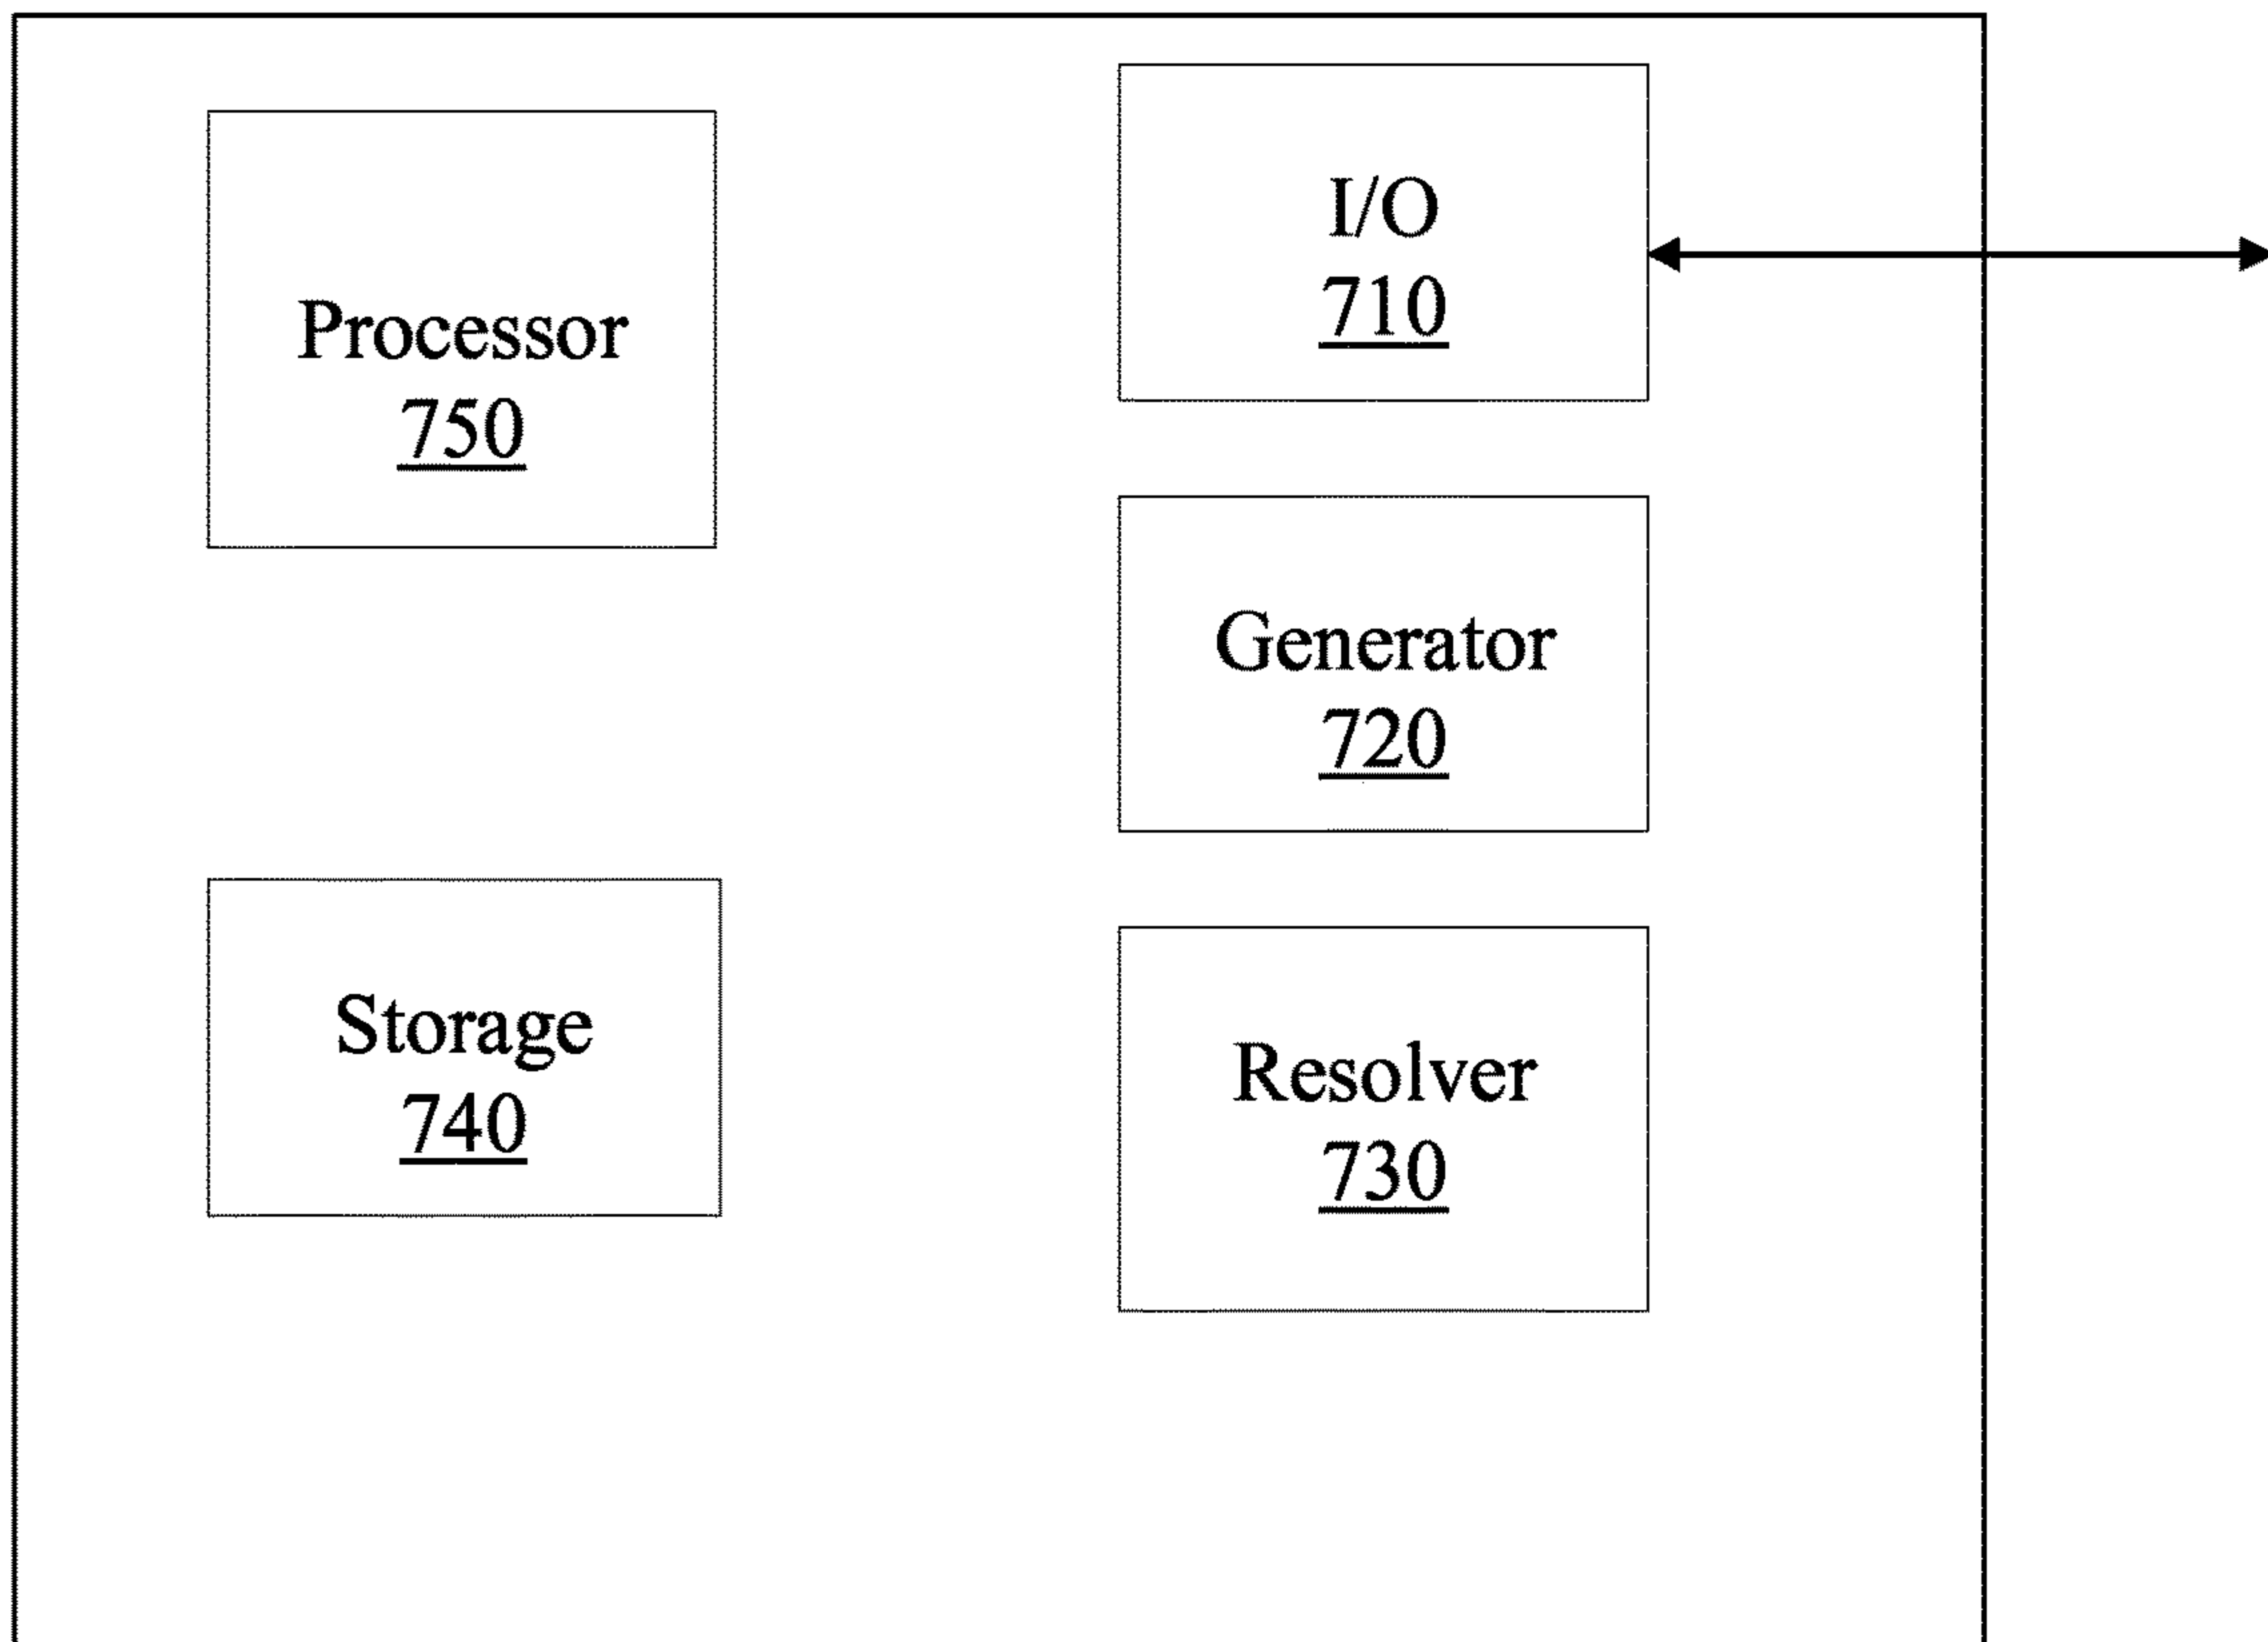 Processor
750
I/O
710
Generator
720
Storage
740
Resolver
730